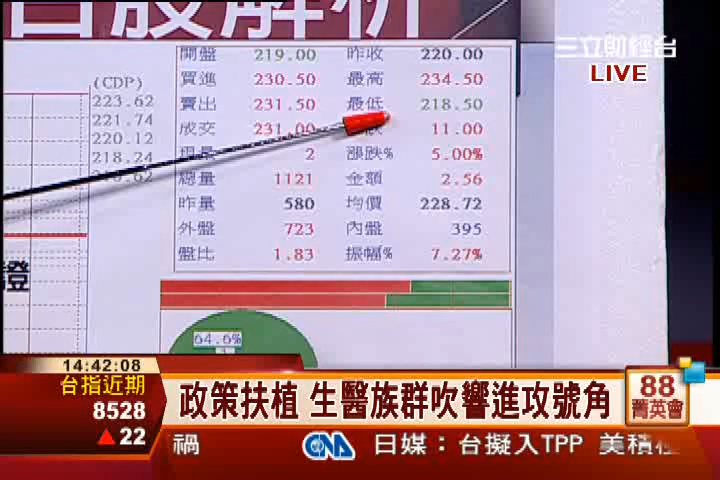 台股解析
三立財經台
LIVE
(CDP)
223.62
221.74
220.12
218.24
開盤 219.00 昨收 220.00
買進 230.50 最高 234.50
賣出 231.50 最低 218.50
成交 231.00 11.00
2 漲跌% 5.00%
總量 1121 金額 2.56
昨量 580 均價 228.72
外盤 723 內盤 395
盤比 1.83 振幅% 7.27%
證
64.6%
14:42:08
台指近期
8528
▲22
政策扶植 生醫族群吹響進攻號角
88
菁英會
禍 CNA 日媒：台擬入TPP 美積極